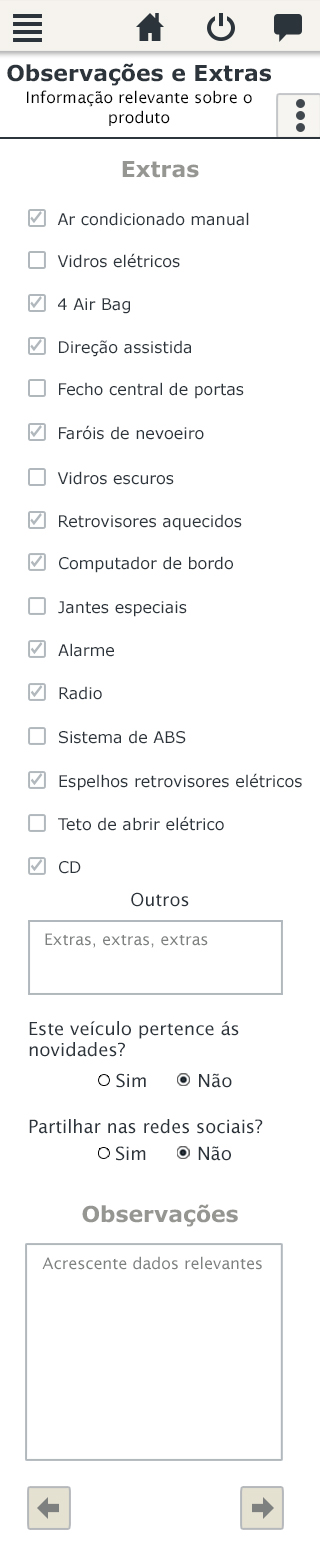 Observações e Extras
Informação relevante sobre o
produto
Extras
Ar condicionado manual
Vidros elétricos
4 Air Bag
Direção assistida
Fecho central de portas
Faróis de nevoeiro
Vidros escuros
Retrovisores aquecidos
Computador de bordo
Jantes especiais
Alarme
Radio
Sistema de ABS
Espelhos retrovisores elétricos
Teto de abrir elétrico
CD
Outros
Extras, extras, extras
Este veículo pertence ás
novidades?
Sim Não
Partilhar nas redes sociais?
Sim Não
Observações
Acrescente dados relevantes